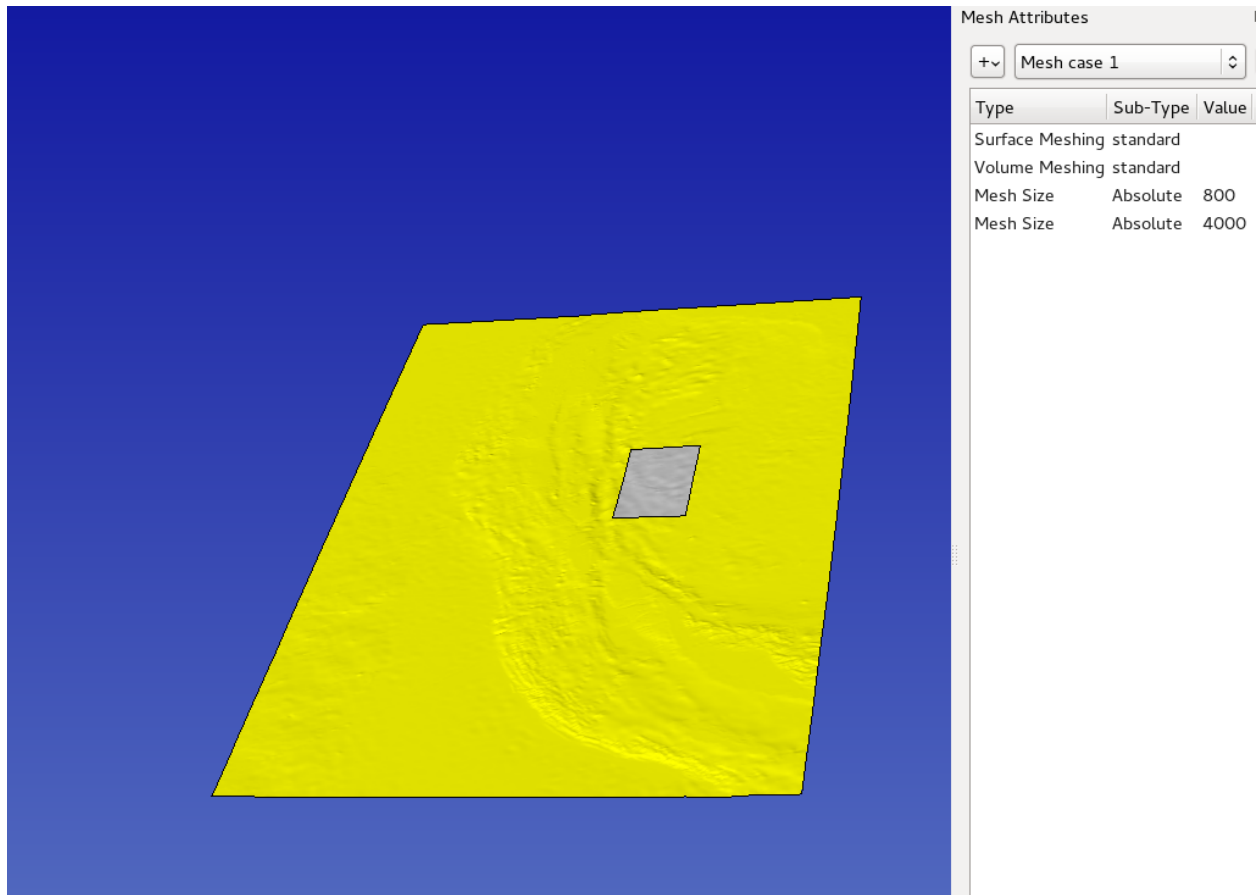 Mesh Attributes
Mesh case 1
Type Sub-Type Value
Surface Meshing standard
Volume Meshing standard
Mesh Size Absolute 800
Mesh Size Absolute 4000